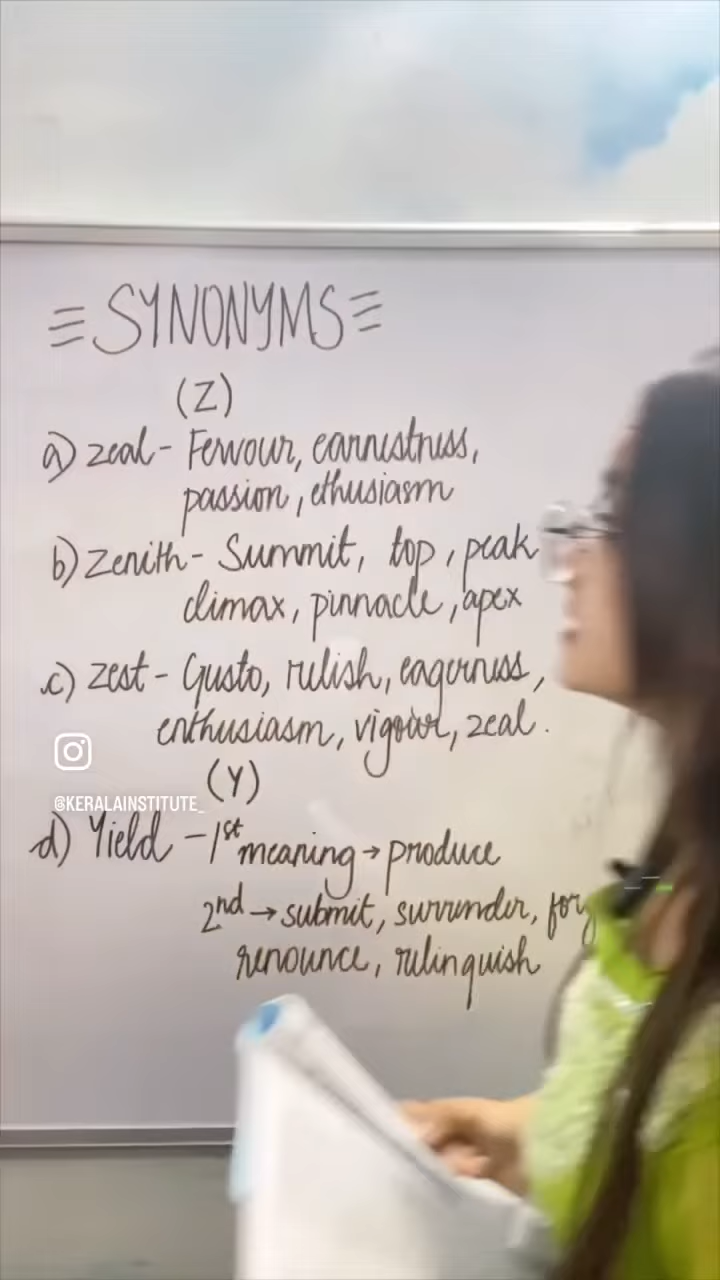 SYNONYMS
(Z)
a) zeal - Fervour, earnestness,
passion, ethusiasm
b) Zenith - Summit, top, peak
climax, pinnacle, apex
c) zest - Gusto, relish, eagerness,
enthusiasm, vigour, zeal.
(Y)
@KERALAINSTITUTE_
d) Yield - 1st meaning → produce
2nd → submit, surrender,
renounce, relinquish